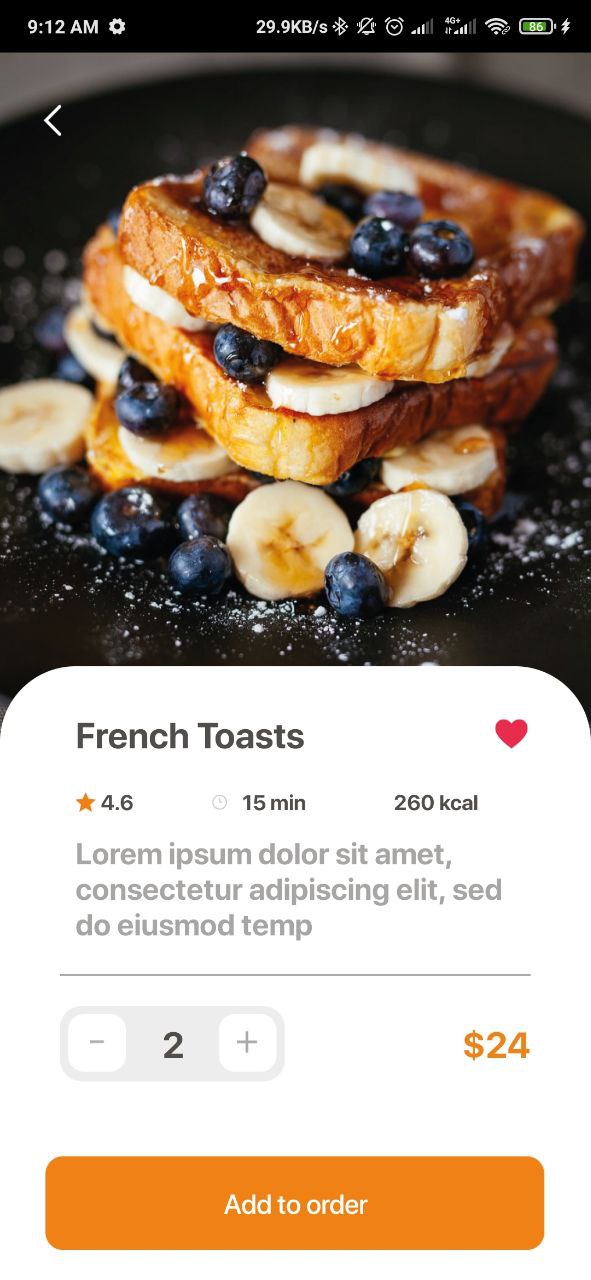 9:12 AM
29.9KB/s
4G+
86
French Toasts
4.6
15 min
260 kcal
Lorem ipsum dolor sit amet,
consectetur adipiscing elit, sed
do eiusmod temp
- 2 +
$24
Add to order